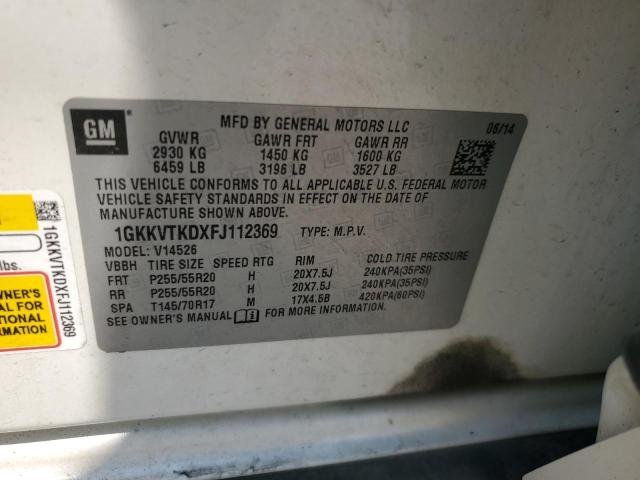 GM
MFD BY GENERAL MOTORS LLC 06/14
GVWR GAWR FRT GAWR RR
2930 KG 1450 KG 1600 KG
6459 LB 3196 LB 3527 LB
THIS VEHICLE CONFORMS TO ALL APPLICABLE U.S. FEDERAL MOTOR
VEHICLE SAFETY STANDARDS IN EFFECT ON THE DATE OF
MANUFACTURE SHOWN ABOVE.
1GKKVTKDXFJ112369 TYPE: M.P.V.
MODEL: V14526
VBBH TIRE SIZE SPEED RTG RIM COLD TIRE PRESSURE
FRT P255/55R20 H 20X7.5J 240KPA(35PSI)
RR P255/55R20 H 20X7.5J 240KPA(35PSI)
SPA T145/70R17 M 17X4.5B 420KPA(60PSI)
SEE OWNER'S MANUAL FOR MORE INFORMATION.
1GKKVTKDXFJ112369
lbs.
OWNER'S
FOR